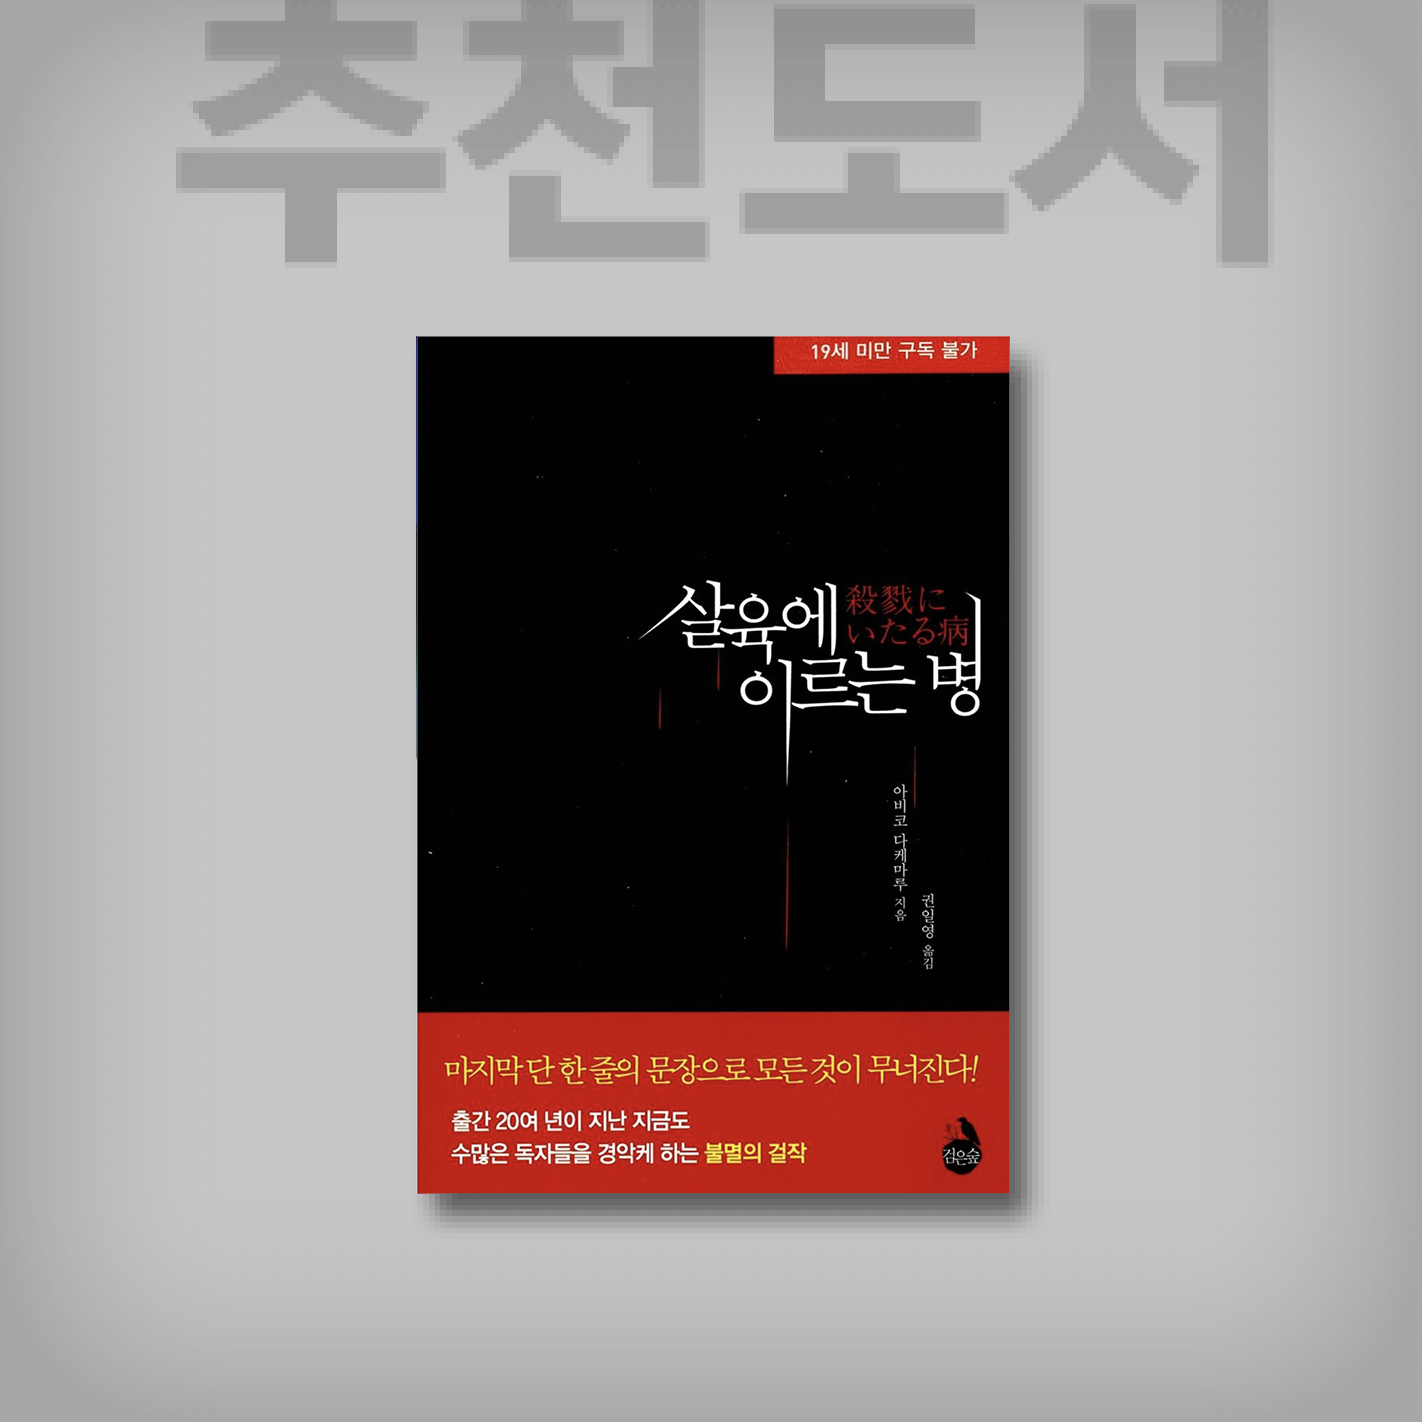 추천도서
19세 미만 구독 불가
살육에
殺戮に
いたる病
이르는 병
아비코 다케마루 지음
권일영 옮김
마지막 단 한 줄의 문장으로 모든 것이 무너진다!
출간 20여 년이 지난 지금도
수많은 독자들을 경악케 하는 불멸의 걸작
검은숲